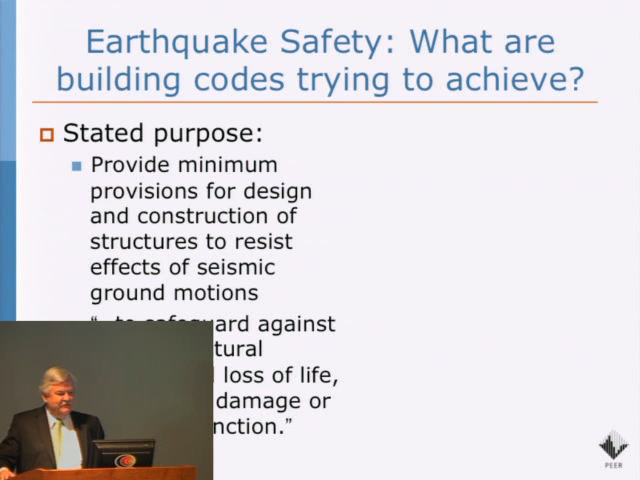 Earthquake Safety: What are
building codes trying to achieve?
Stated purpose:
Provide minimum
provisions for design
and construction of
structures to resist
effects of seismic
ground motions
“…to safeguard against
loss of life,
damage or
PEER